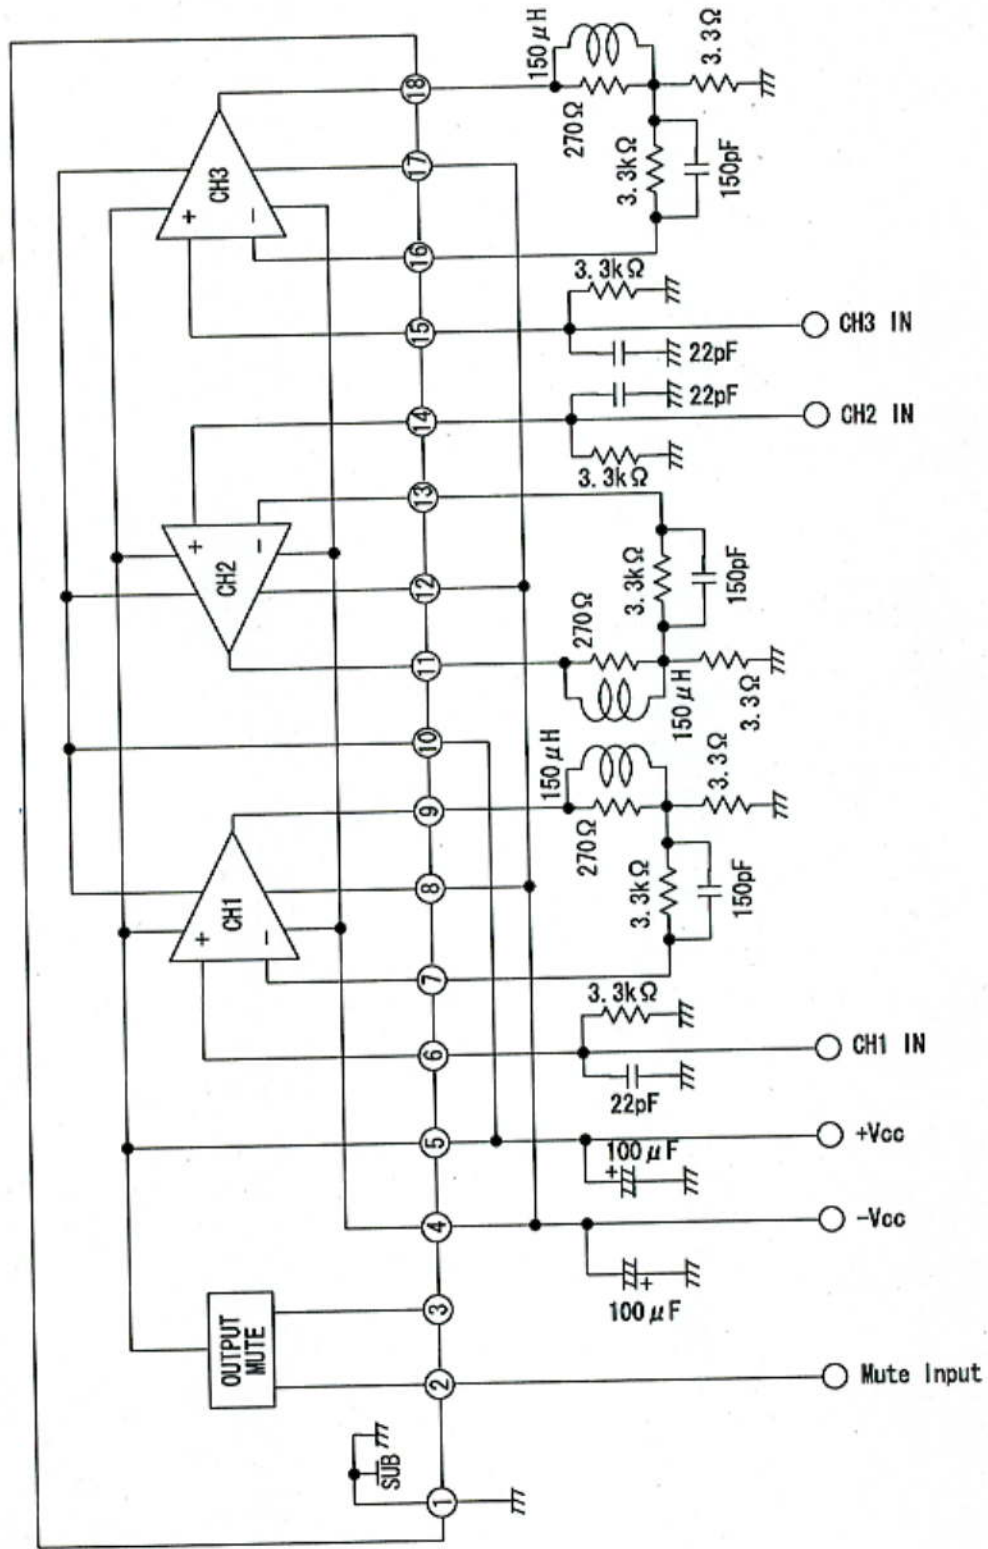 CH3
+
−
CH2
+
−
CH1
+
−
OUTPUT
MUTE
SUB
18
17
16
15
14
13
12
11
10
9
8
7
6
5
4
3
2
1
150μH
270Ω
3.3Ω
3.3kΩ
150pF
3.3kΩ
22pF
CH3 IN
22pF
3.3kΩ
CH2 IN
3.3kΩ
150pF
270Ω
150μH
3.3Ω
150μH
270Ω
3.3Ω
3.3kΩ
150pF
3.3kΩ
22pF
CH1 IN
100μF
+
+Vcc
-Vcc
+
100μF
Mute Input